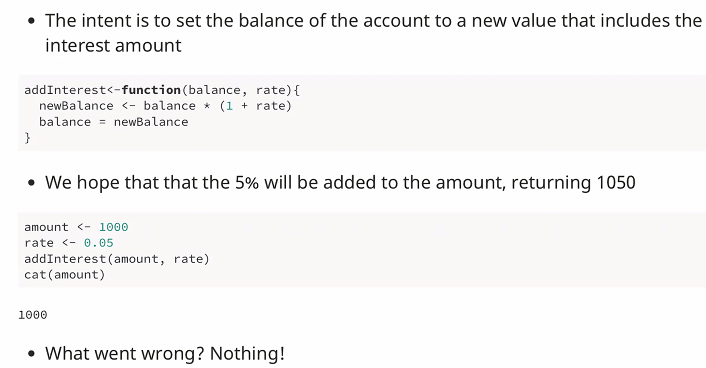 • The intent is to set the balance of the account to a new value that includes the
interest amount
addInterest<-function(balance, rate){
  newBalance <- balance * (1 + rate)
  balance = newBalance
}
• We hope that that the 5% will be added to the amount, returning 1050
amount <- 1000
rate <- 0.05
addInterest(amount, rate)
cat(amount)
1000
• What went wrong? Nothing!